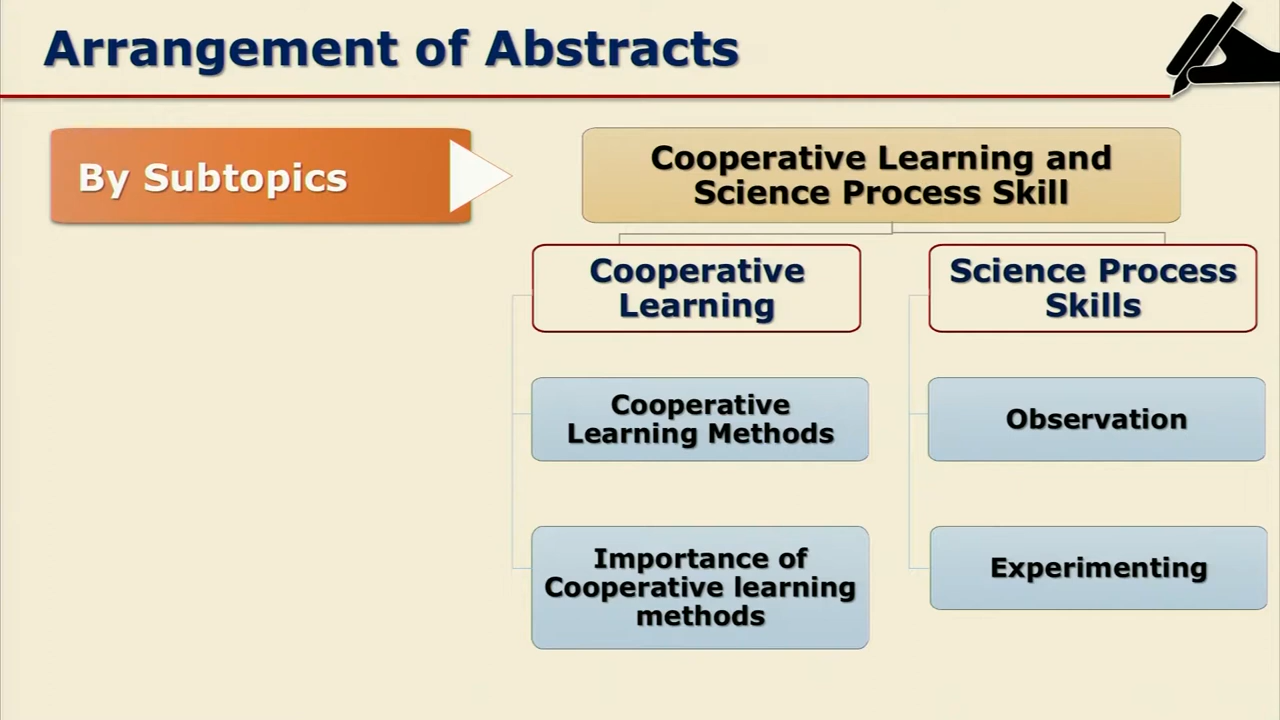 Arrangement of Abstracts
By Subtopics
Cooperative Learning and
Science Process Skill
Cooperative
Learning
Science Process
Skills
Cooperative
Learning Methods
Observation
Importance of
Cooperative learning
methods
Experimenting